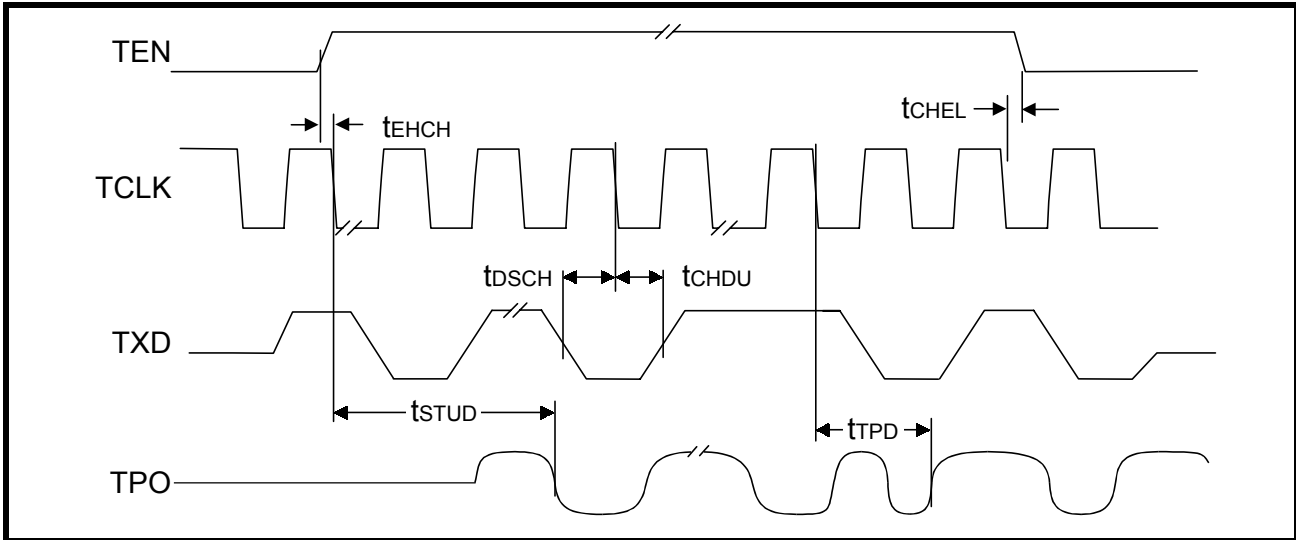 TEN
tCHEL
tEHCH
TCLK
tDSCH
tCHDU
TXD
tSTUD
tTPD
TPO